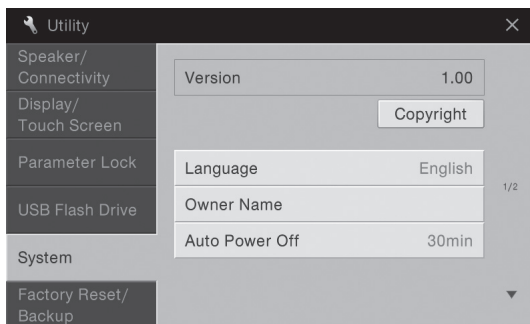 Utility
Speaker/
Connectivity
Display/
Touch Screen
Parameter Lock
USB Flash Drive
System
Factory Reset/
Backup
Version 1.00
Copyright
Language English
Owner Name
Auto Power Off 30min
1/2